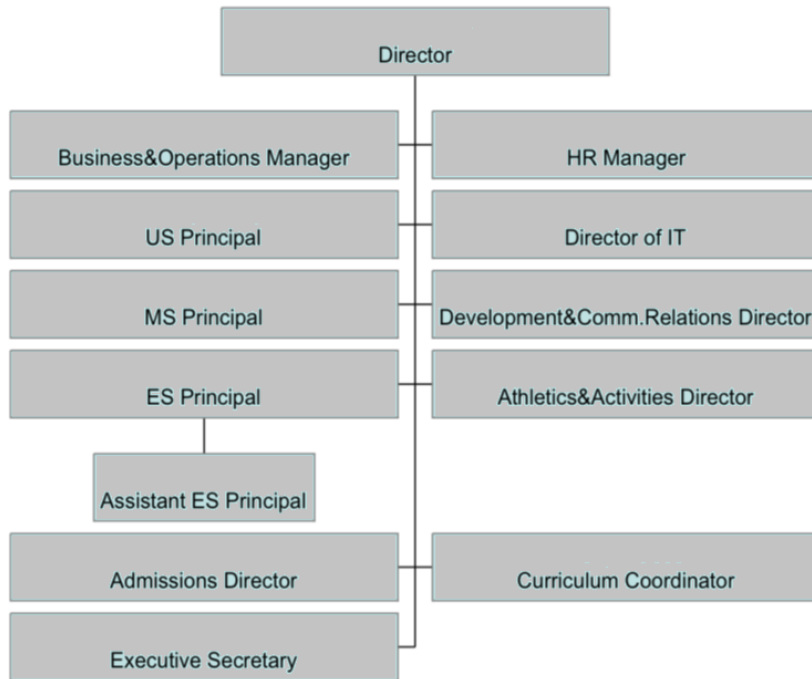 Director
Business&Operations Manager
HR Manager
US Principal
Director of IT
MS Principal
Development&Comm.Relations Director
ES Principal
Athletics&Activities Director
Assistant ES Principal
Admissions Director
Curriculum Coordinator
Executive Secretary